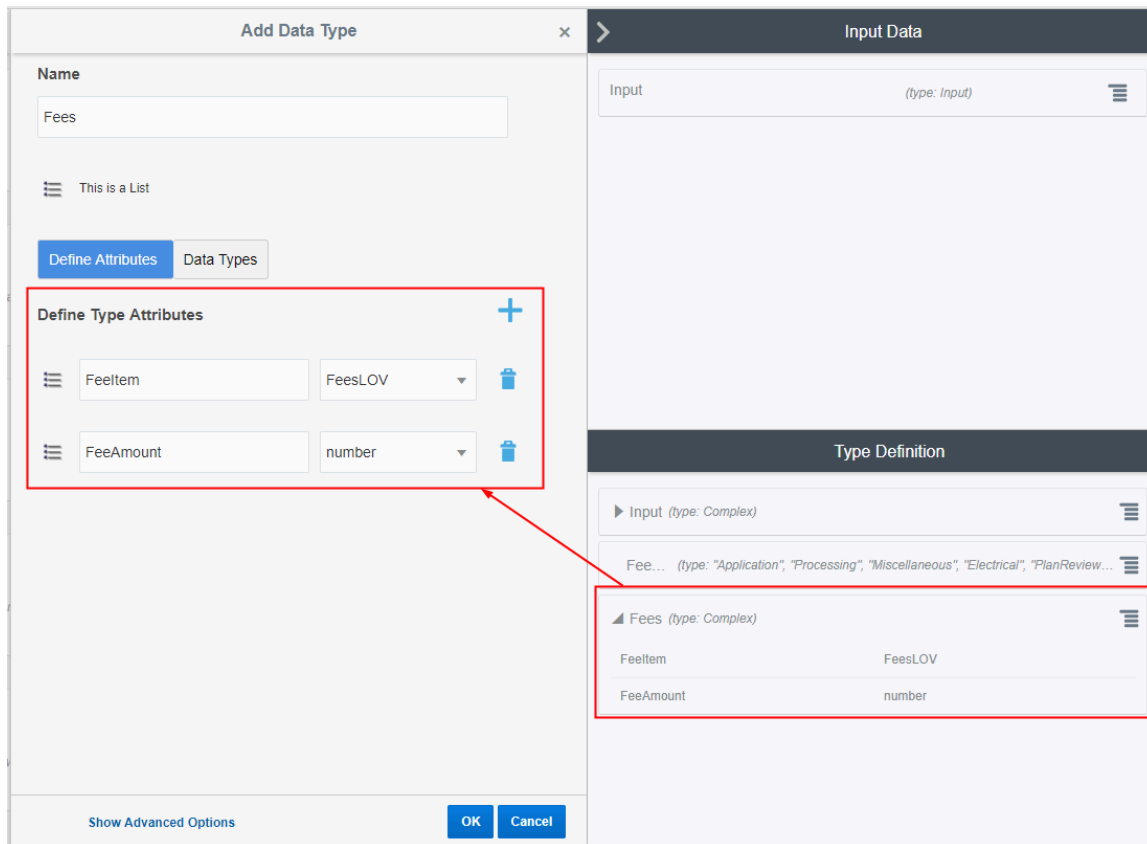 Add Data Type ×
Name
Fees
This is a List
Define Attributes Data Types
Define Type Attributes
FeeItem FeesLOV
FeeAmount number
Show Advanced Options OK Cancel
Input Data
Input (type: Input)
Type Definition
Input (type: Complex)
Fee... (type: "Application", "Processing", "Miscellaneous", "Electrical", "PlanReview...
Fees (type: Complex)
FeeItem FeesLOV
FeeAmount number